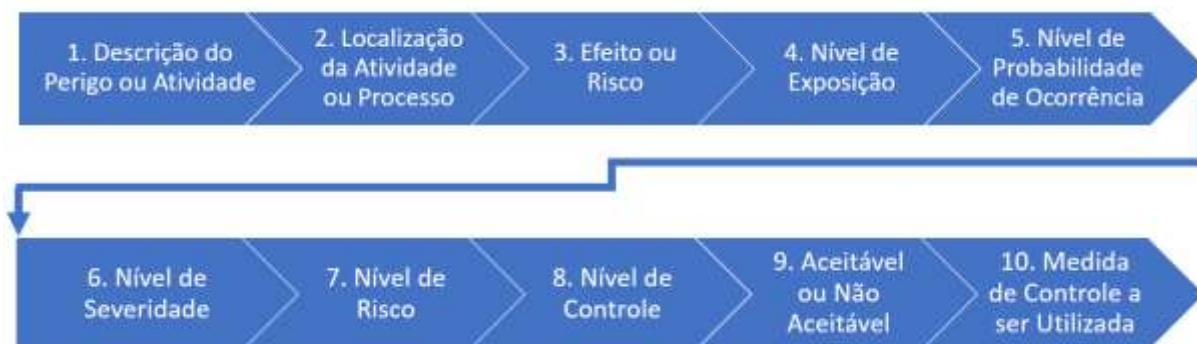 1. Descrição do
Perigo ou Atividade
2. Localização
da Atividade
ou Processo
3. Efeito ou
Risco
4. Nível de
Exposição
5. Nível de
Probabilidade
de Ocorrência
6. Nível de
Severidade
7. Nível de
Risco
8. Nível de
Controle
9. Aceitável
ou Não
Aceitável
10. Medida
de Controle a
ser Utilizada